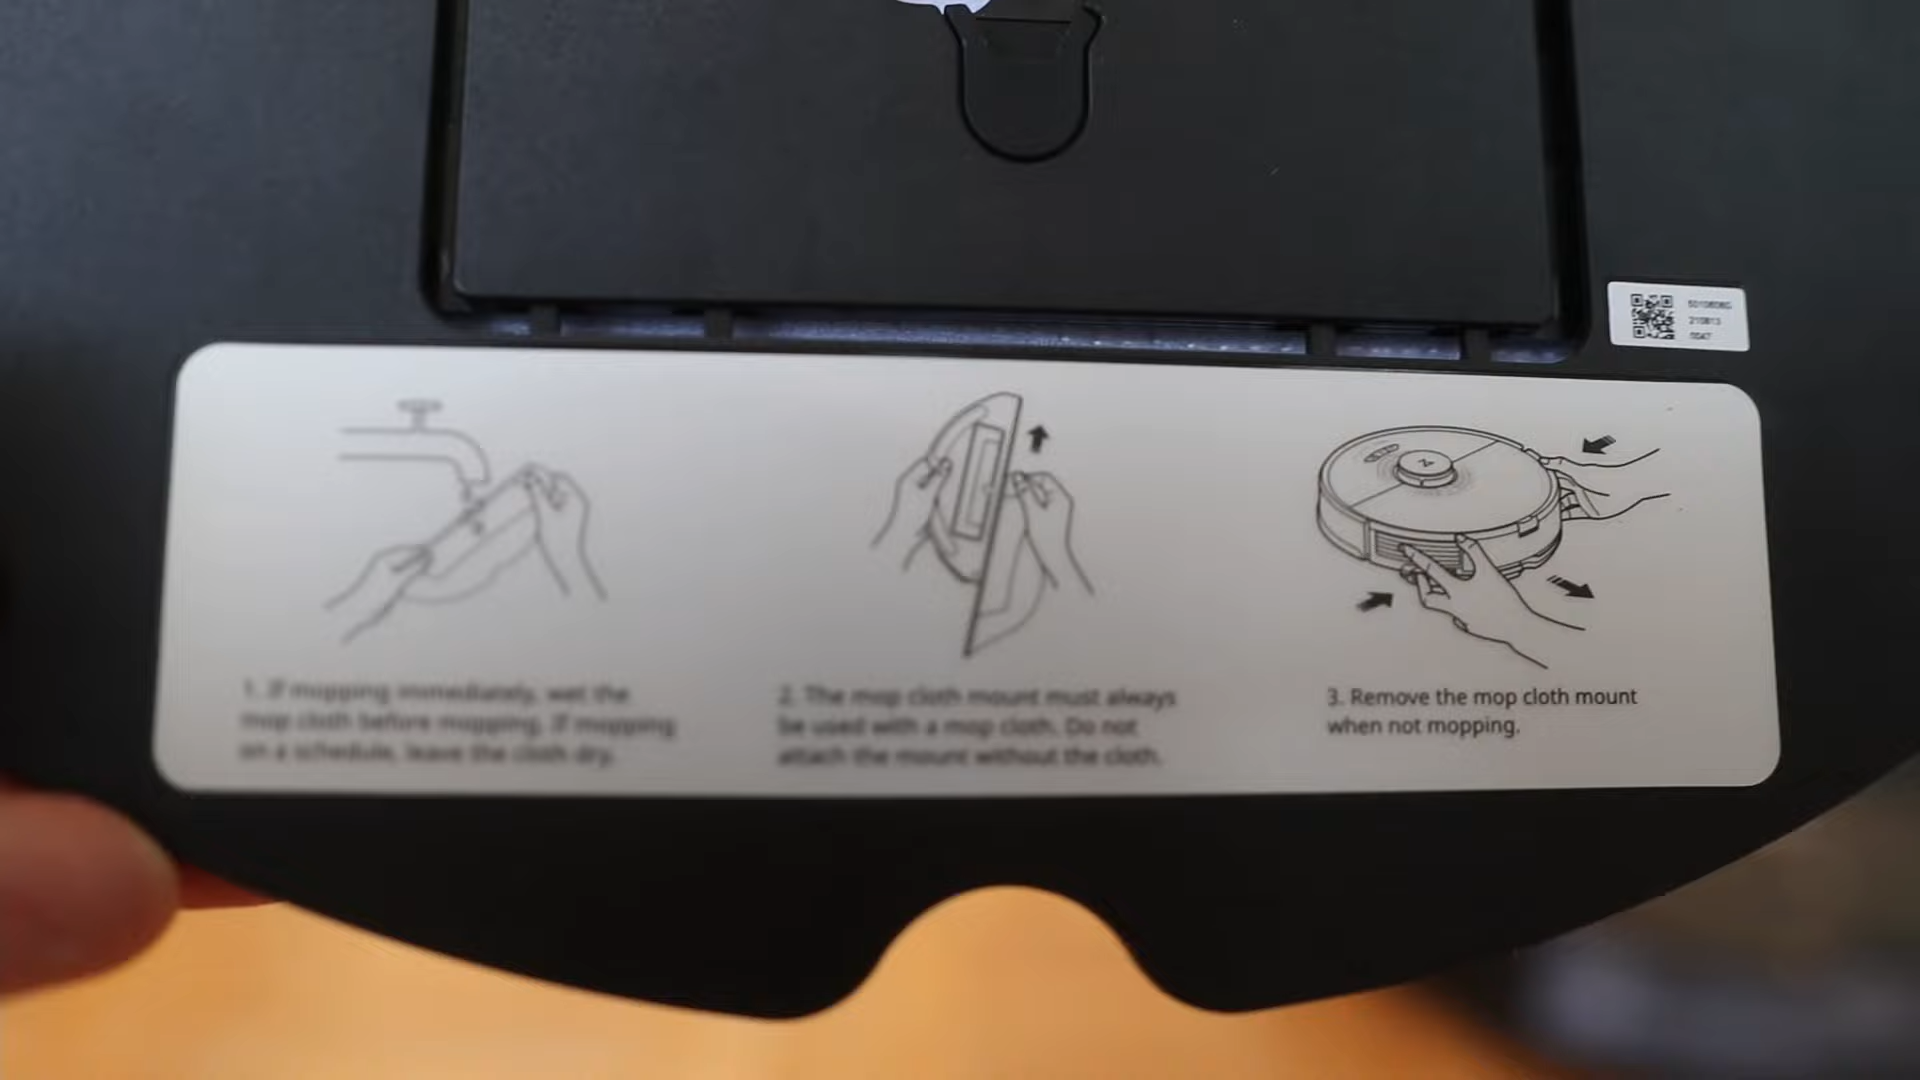 1. If mopping immediately, wet the
mop cloth before mopping. If mopping
on a schedule, leave the cloth dry.
2. The mop cloth mount must always
be used with a mop cloth. Do not
attach the mount without the cloth.
3. Remove the mop cloth mount
when not mopping.
210813
0047